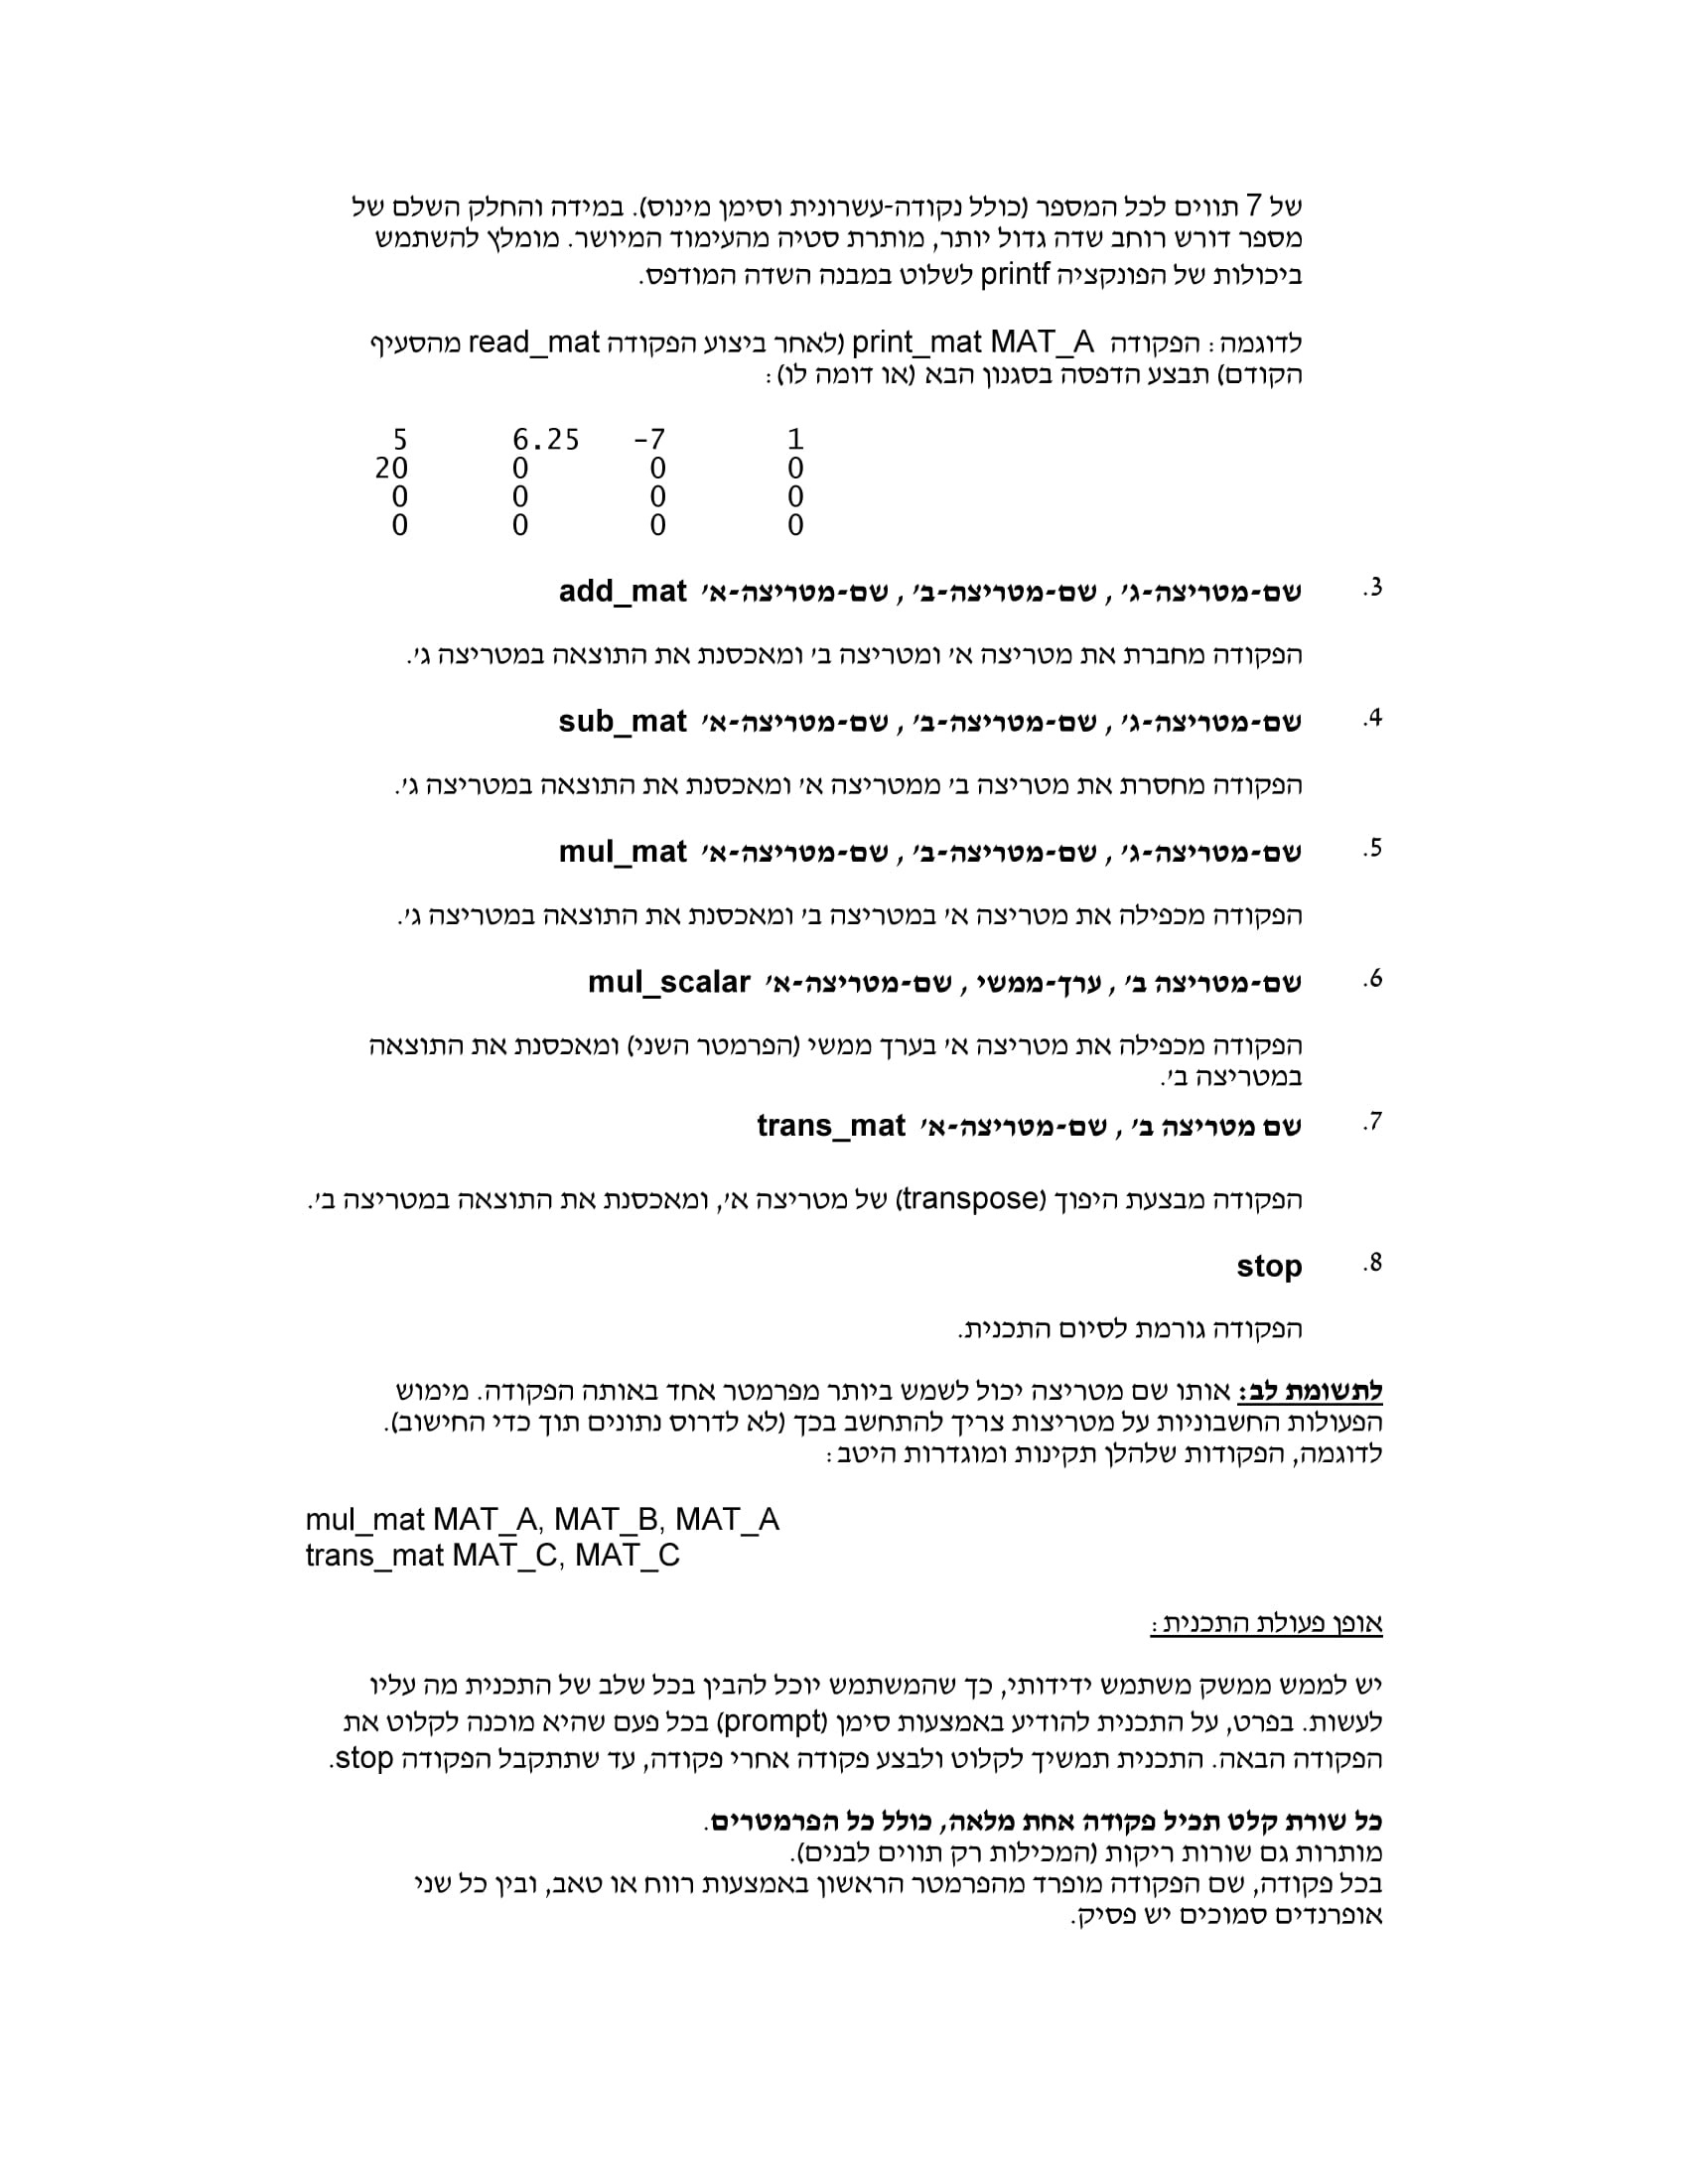 של 7 תווים לכל המספר (כולל נקודה-עשרונית וסימן מינוס). במידה והחלק השלם של
מספר דורש רוחב שדה גדול יותר, מותרת סטיה מהעימוד המיושר. מומלץ להשתמש
ביכולות של הפונקציה printf לשלוט במבנה השדה המודפס.
לדוגמה: הפקודה print_mat MAT_A (לאחר ביצוע הפקודה read_mat מהסעיף
הקודם) תבצע הדפסה בסגנון הבא (או דומה לו):
5 6.25 -7 1
20 0 0 0
0 0 0 0
0 0 0 0
3. add_mat שם-מטריצה-א', שם-מטריצה-ב', שם-מטריצה-ג'
הפקודה מחברת את מטריצה א' ומטריצה ב' ומאכסנת את התוצאה במטריצה ג'.
4. sub_mat שם-מטריצה-א', שם-מטריצה-ב', שם-מטריצה-ג'
הפקודה מחסרת את מטריצה ב' ממטריצה א' ומאכסנת את התוצאה במטריצה ג'.
5. mul_mat שם-מטריצה-א', שם-מטריצה-ב', שם-מטריצה-ג'
הפקודה מכפילה את מטריצה א' במטריצה ב' ומאכסנת את התוצאה במטריצה ג'.
6. mul_scalar שם-מטריצה-א', ערך-ממשי, שם-מטריצה ב'
הפקודה מכפילה את מטריצה א' בערך ממשי (הפרמטר השני) ומאכסנת את התוצאה
במטריצה ב'.
7. trans_mat שם-מטריצה-א', שם מטריצה ב'
הפקודה מבצעת היפוך (transpose) של מטריצה א', ומאכסנת את התוצאה במטריצה ב'.
8. stop
הפקודה גורמת לסיום התכנית.
לתשומת לב: אותו שם מטריצה יכול לשמש ביותר מפרמטר אחד באותה הפקודה. מימוש
הפעולות החשבוניות על מטריצות צריך להתחשב בכך (לא לדרוס נתונים תוך כדי החישוב).
לדוגמה, הפקודות שלהלן תקינות ומוגדרות היטב:
mul_mat MAT_A, MAT_B, MAT_A
trans_mat MAT_C, MAT_C
אופן פעולת התכנית:
יש לממש ממשק משתמש ידידותי, כך שהמשתמש יוכל להבין בכל שלב של התכנית מה עליו
לעשות. בפרט, על התכנית להודיע באמצעות סימן (prompt) בכל פעם שהיא מוכנה לקלוט את
הפקודה הבאה. התכנית תמשיך לקלוט ולבצע פקודה אחרי פקודה, עד שתתקבל הפקודה stop.
כל שורת קלט תכיל פקודה אחת מלאה, כולל כל הפרמטרים.
מותרות גם שורות ריקות (המכילות רק תווים לבנים).
בכל פקודה, שם הפקודה מופרד מהפרמטר הראשון באמצעות רווח או טאב, ובין כל שני
אופרנדים סמוכים יש פסיק.